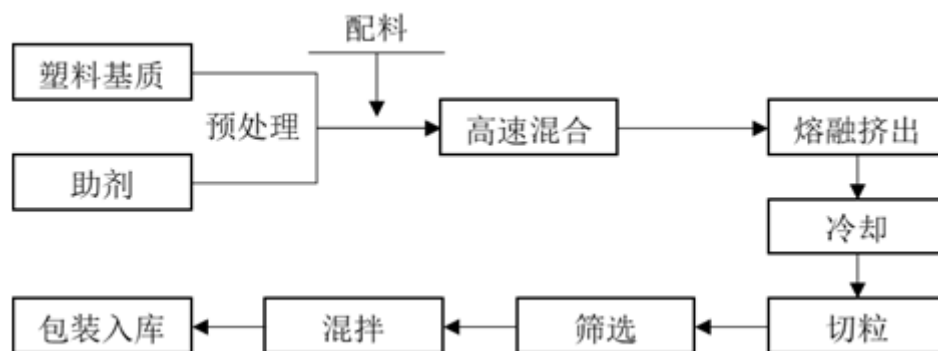 配料
塑料基质
预处理
助剂
高速混合
熔融挤出
冷却
切粒
筛选
混拌
包装入库